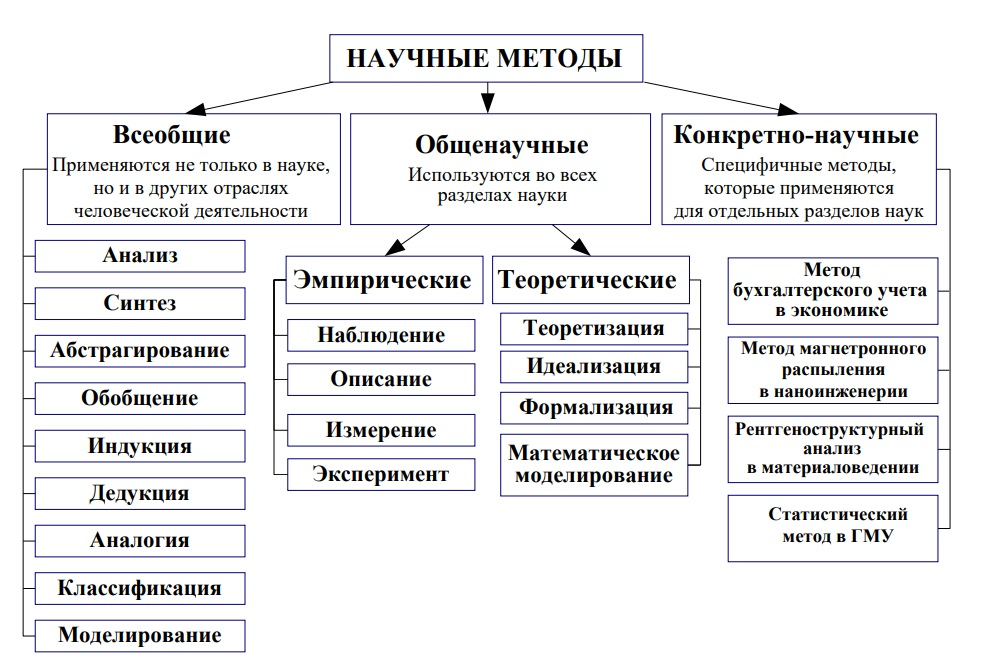 НАУЧНЫЕ МЕТОДЫ
Всеобщие
Применяются не только в науке,
но и в других отраслях
человеческой деятельности
Анализ
Синтез
Абстрагирование
Обобщение
Индукция
Дедукция
Аналогия
Классификация
Моделирование
Общенаучные
Используются во всех
разделах науки
Эмпирические
Наблюдение
Описание
Измерение
Эксперимент
Теоретические
Теоретизация
Идеализация
Формализация
Математическое
моделирование
Конкретно-научные
Специфичные методы,
которые применяются
для отдельных разделов наук
Метод
бухгалтерского учета
в экономике
Метод магнетронного
распыления
в наноинженерии
Рентгеноструктурный
анализ
в материаловедении
Статистический
метод в ГМУ